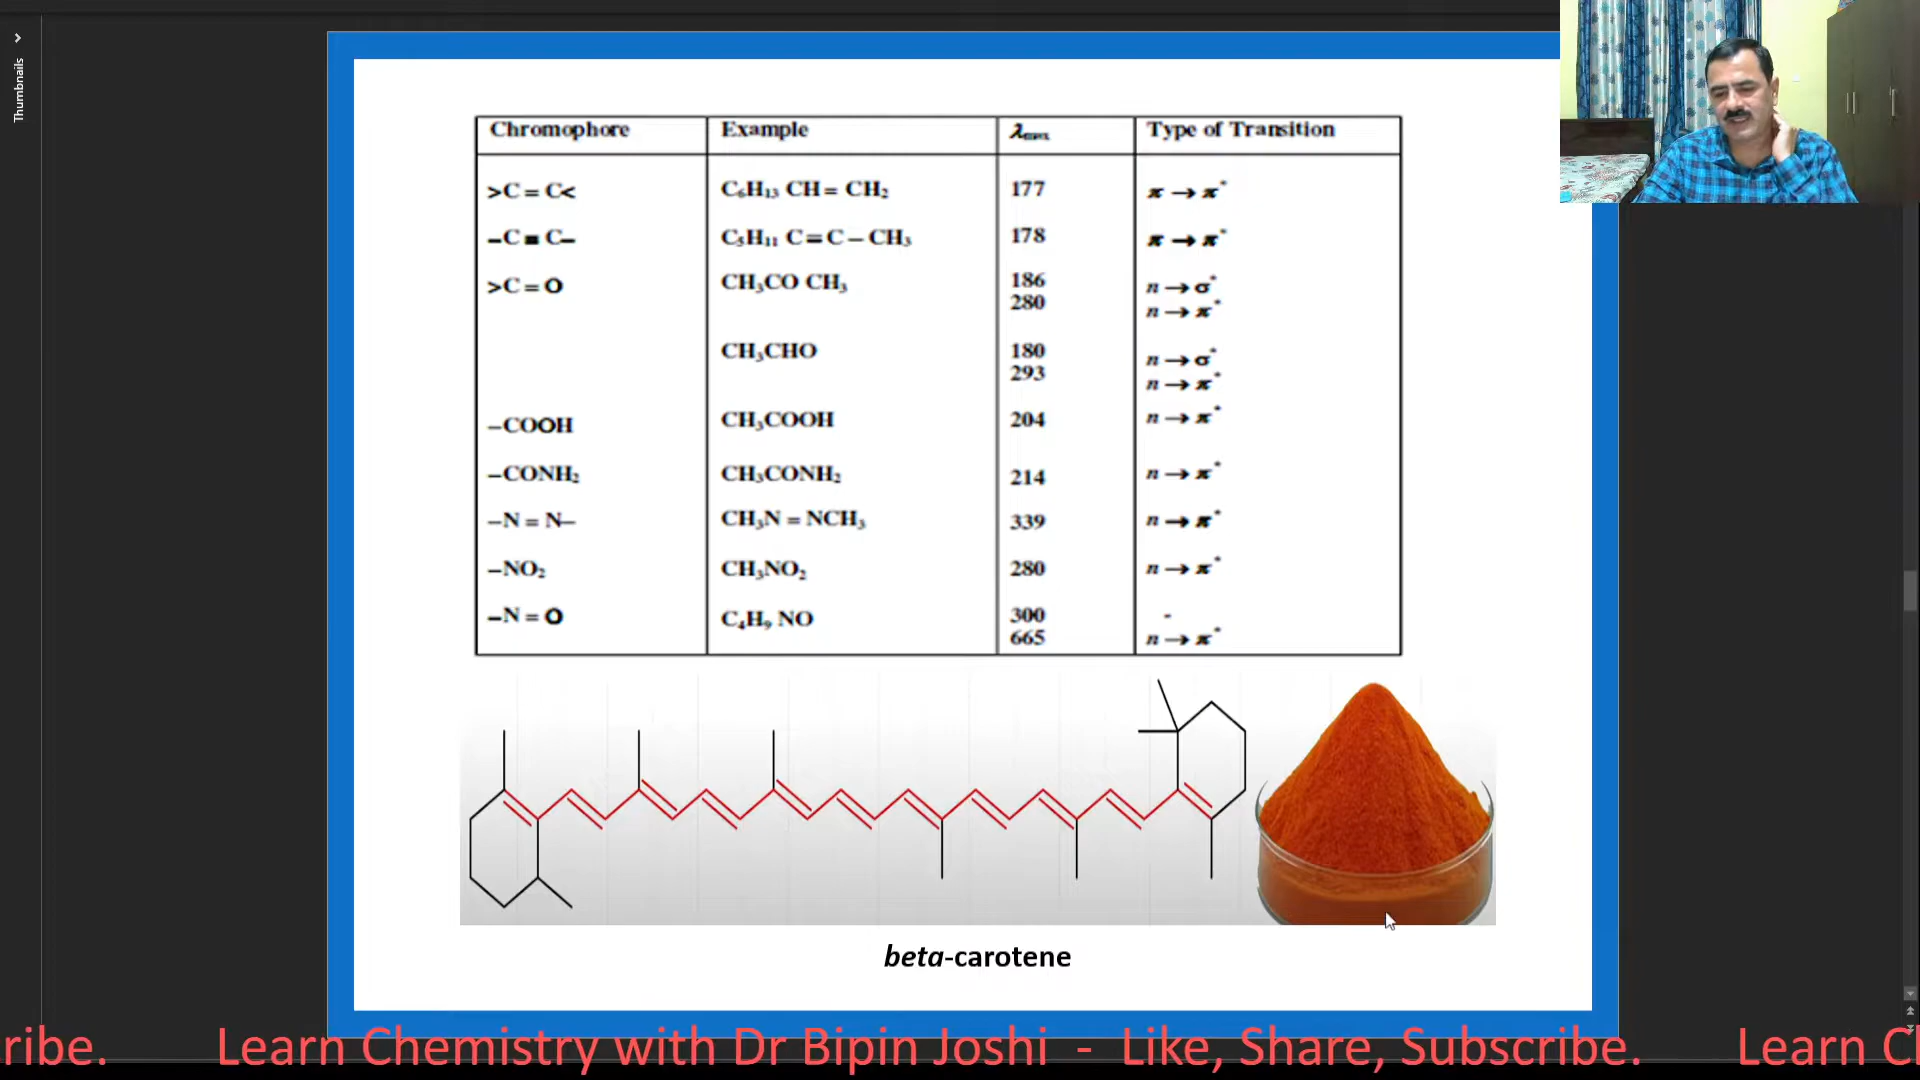 Thumbnails
Chromophore Example λmax. Type of Transition
>C = C< C₆H₁₃ CH = CH₂ 177 π → π*
–C ≡ C– C₅H₁₁ C ≡ C – CH₃ 178 π → π*
>C = O CH₃CO CH₃ 186 n → σ*
280 n → π*
CH₃CHO 180 n → σ*
293 n → π*
–COOH CH₃COOH 204 n → π*
–CONH₂ CH₃CONH₂ 214 n → π*
–N = N– CH₃N = NCH₃ 339 n → π*
–NO₂ CH₃NO₂ 280 n → π*
–N = O C₄H₉ NO 300 -
665 n → π*
beta-carotene
ribe. Learn Chemistry with Dr Bipin Joshi - Like, Share, Subscribe. Learn C